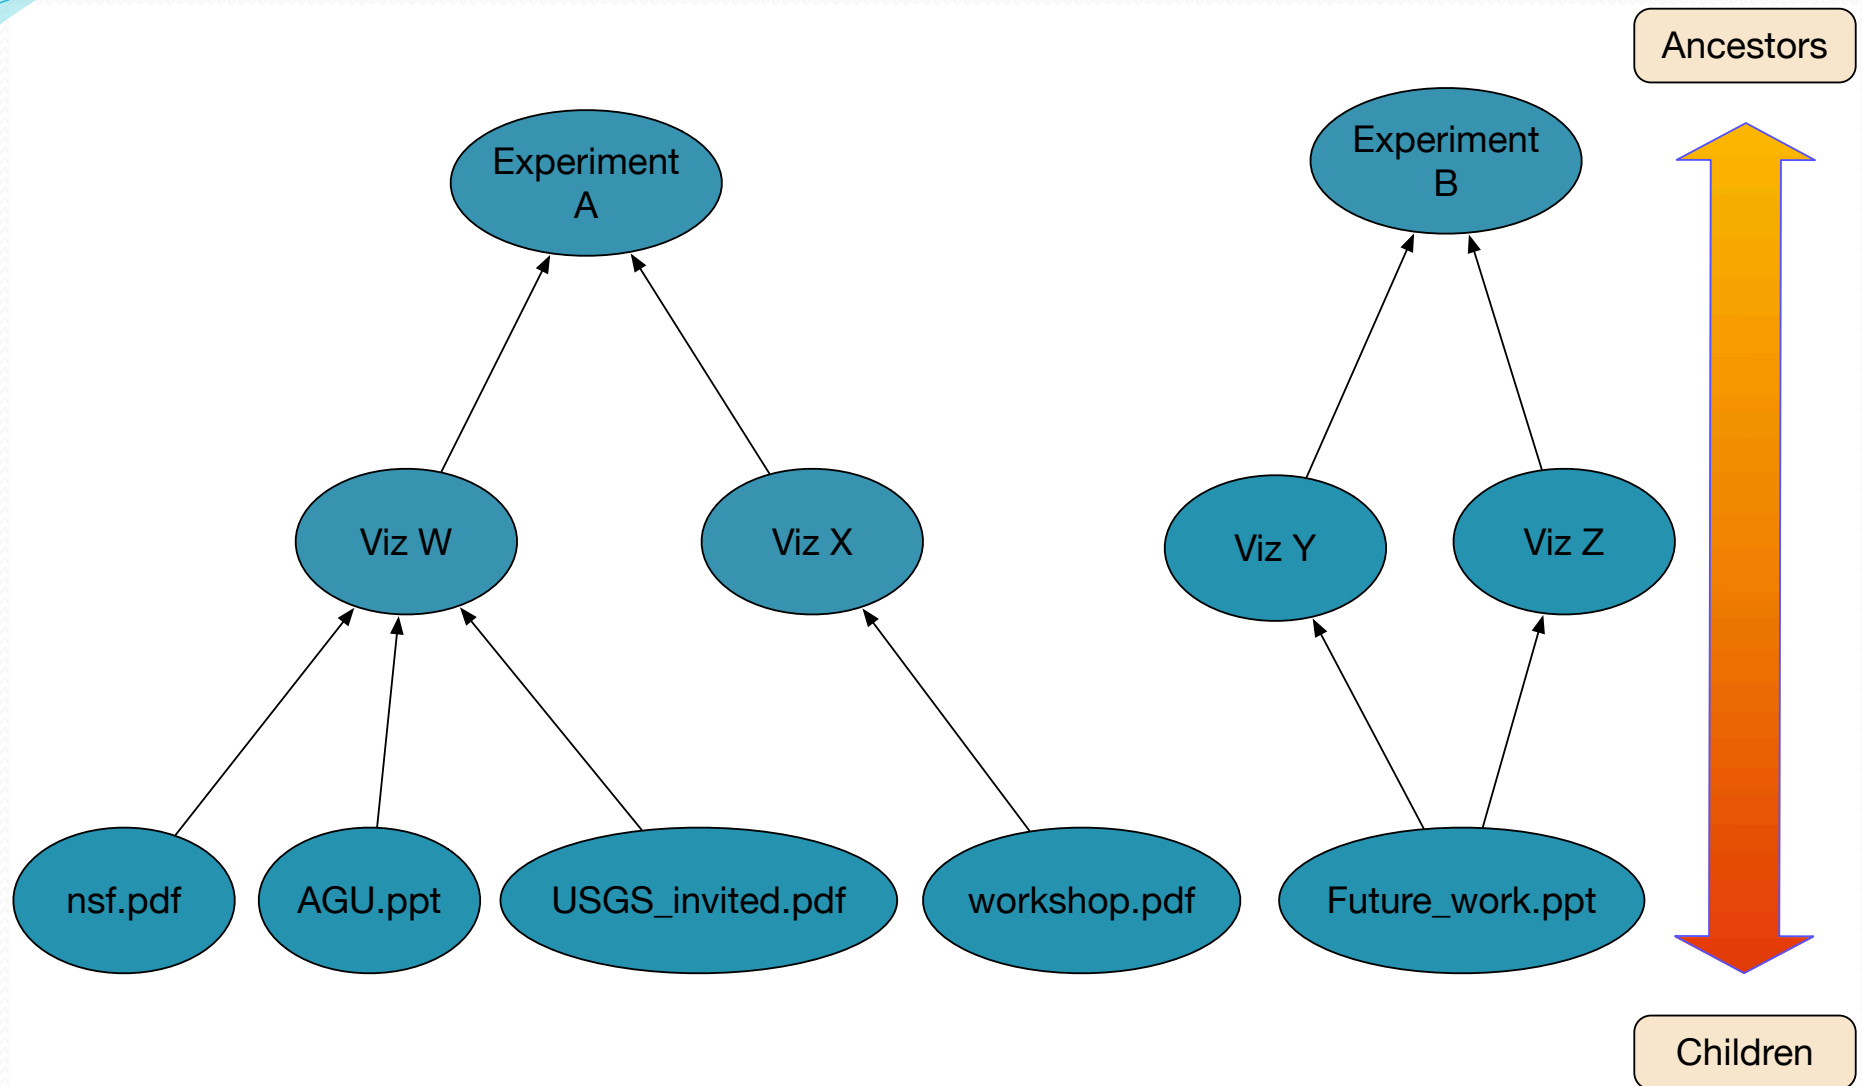 Ancestors
Experiment
A
Experiment
B
Viz W
Viz X
Viz Y
Viz Z
nsf.pdf
AGU.ppt
USGS_invited.pdf
workshop.pdf
Future_work.ppt
Children